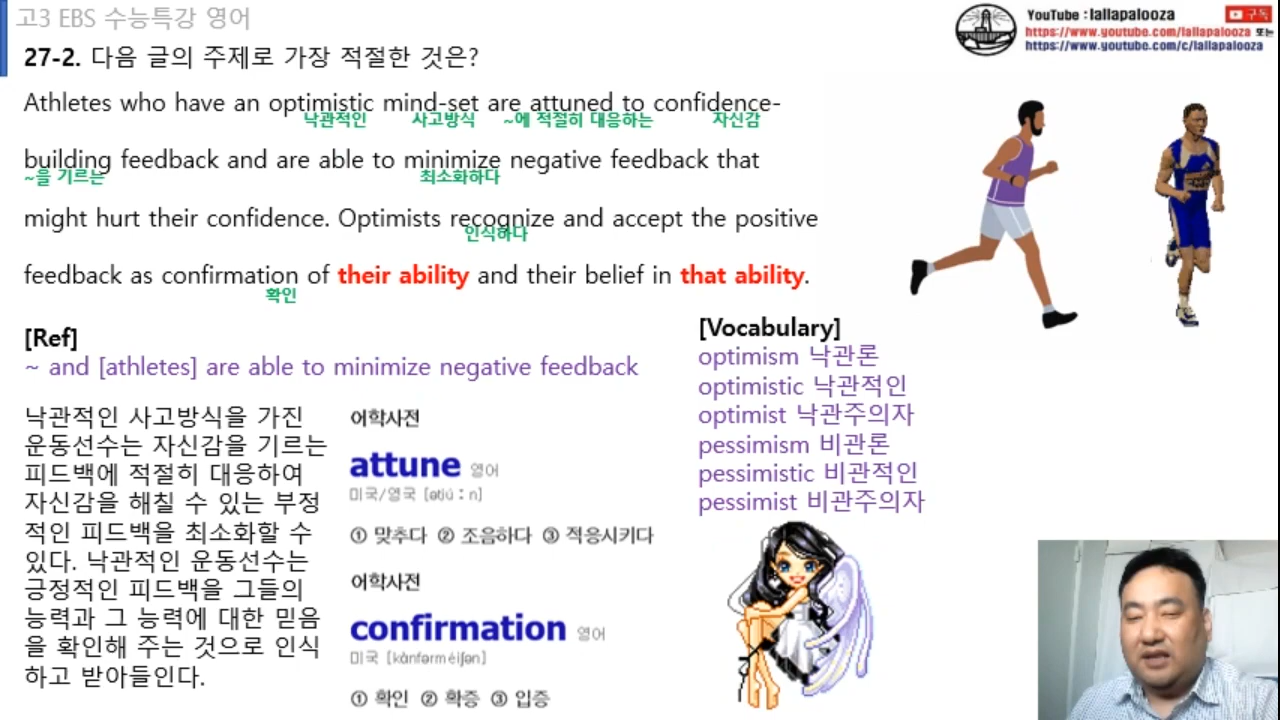 고3 EBS 수능특강 영어
YouTube : lallapalooza
구독
https://www.youtube.com/lallapalooza 또는
https://www.youtube.com/c/lallapalooza
27-2. 다음 글의 주제로 가장 적절한 것은?
Athletes who have an optimistic mind-set are attuned to confidence-
낙관적인 사고방식 ~에 적절히 대응하는 자신감
building feedback and are able to minimize negative feedback that
~을 기르는 최소화하다
might hurt their confidence. Optimists recognize and accept the positive
인식하다
feedback as confirmation of their ability and their belief in that ability.
확인
[Ref]
~ and [athletes] are able to minimize negative feedback
낙관적인 사고방식을 가진
운동선수는 자신감을 기르는
피드백에 적절히 대응하여
자신감을 해칠 수 있는 부정
적인 피드백을 최소화할 수
있다. 낙관적인 운동선수는
긍정적인 피드백을 그들의
능력과 그 능력에 대한 믿음
을 확인해 주는 것으로 인식
하고 받아들인다.
어학사전
attune 영어
미국/영국 [ətjúːn]
① 맞추다 ② 조음하다 ③ 적응시키다
어학사전
confirmation 영어
미국 [kὰnfərméiʃən]
① 확인 ② 확증 ③ 입증
[Vocabulary]
optimism 낙관론
optimistic 낙관적인
optimist 낙관주의자
pessimism 비관론
pessimistic 비관적인
pessimist 비관주의자